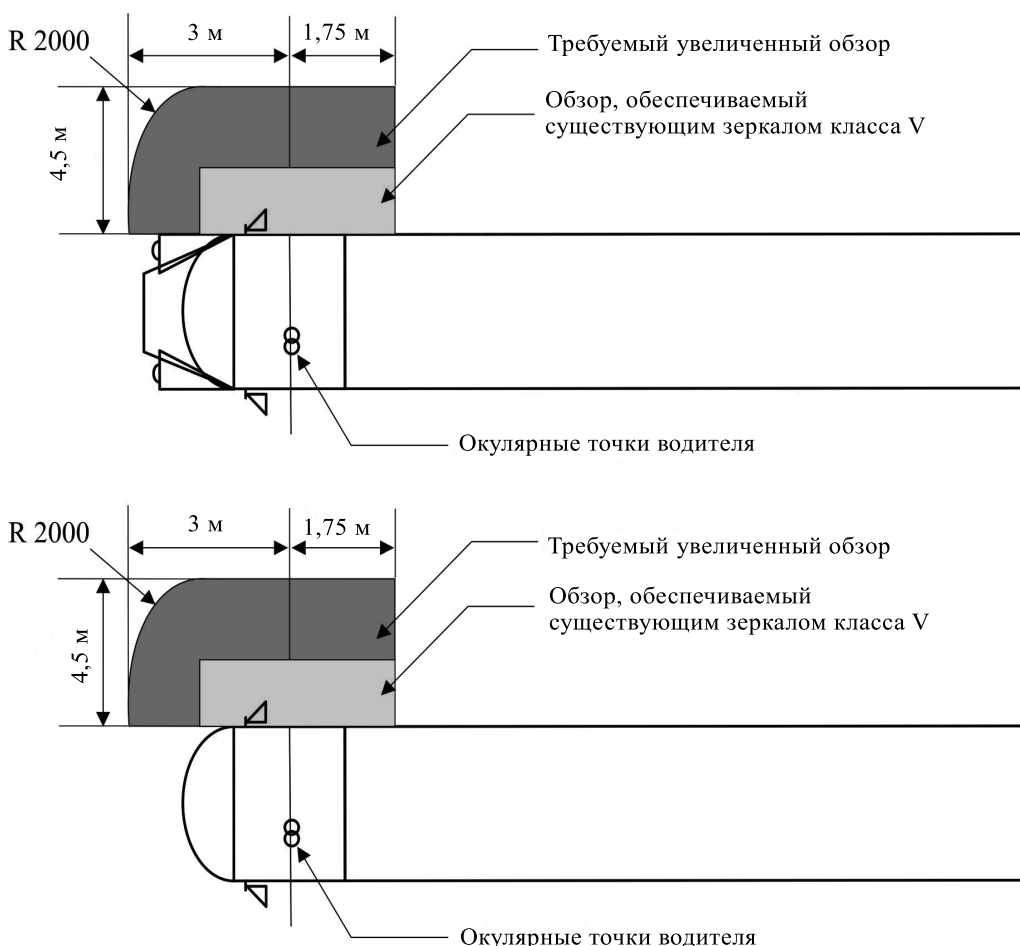 R 2000
3 м
1,75 м
Требуемый увеличенный обзор
Обзор, обеспечиваемый
существующим зеркалом класса V
4,5 м
Окулярные точки водителя
R 2000
3 м
1,75 м
Требуемый увеличенный обзор
Обзор, обеспечиваемый
существующим зеркалом класса V
4,5 м
Окулярные точки водителя